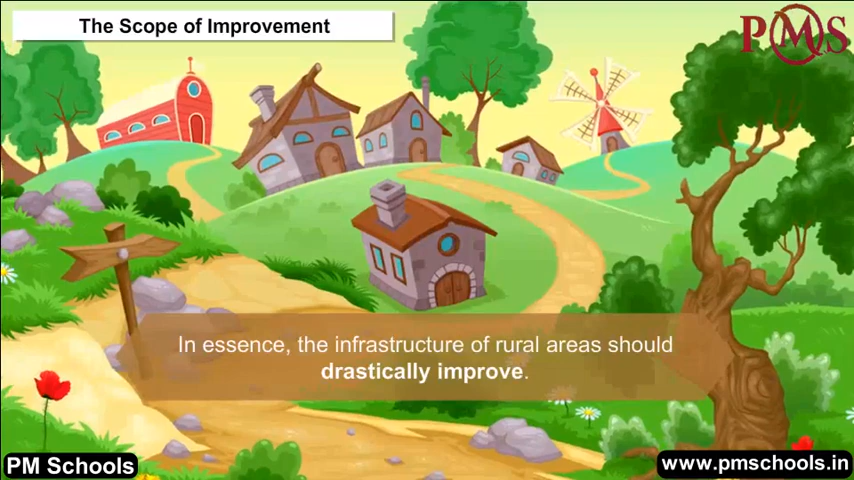 The Scope of Improvement
PMS
In essence, the infrastructure of rural areas should
drastically improve.
PM Schools
www.pmschools.in